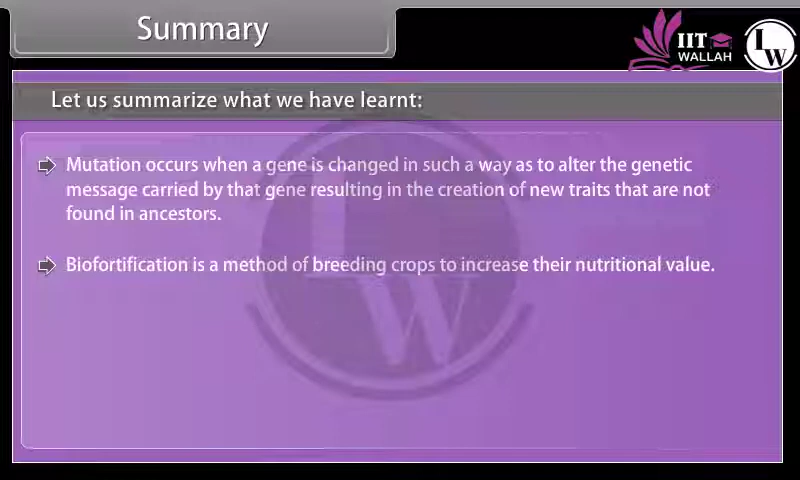 Summary
IIT
WALLAH
LW
Let us summarize what we have learnt:
Mutation occurs when a gene is changed in such a way as to alter the genetic
message carried by that gene resulting in the creation of new traits that are not
found in ancestors.
Biofortification is a method of breeding crops to increase their nutritional value.
LW